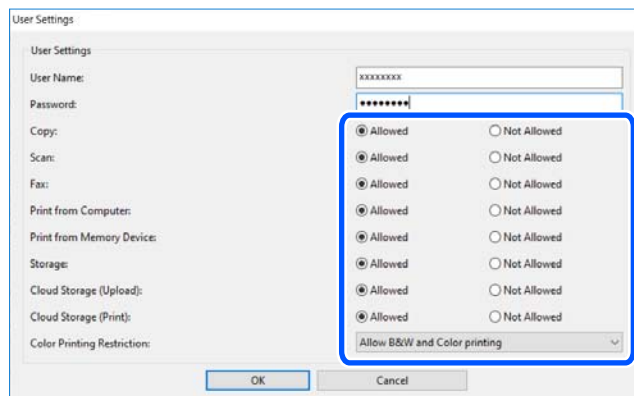 User Settings
User Settings
User Name: xxxxxxxx
Password: ••••••••
Copy: Allowed Not Allowed
Scan: Allowed Not Allowed
Fax: Allowed Not Allowed
Print from Computer: Allowed Not Allowed
Print from Memory Device: Allowed Not Allowed
Storage: Allowed Not Allowed
Cloud Storage (Upload): Allowed Not Allowed
Cloud Storage (Print): Allowed Not Allowed
Color Printing Restriction: Allow B&W and Color printing
OK Cancel